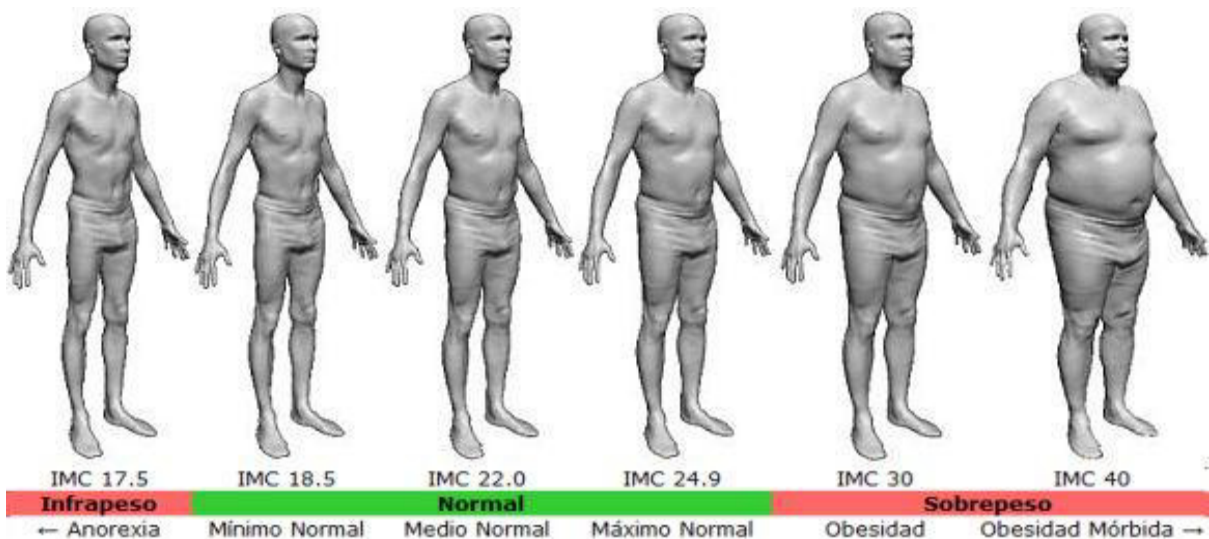 IMC 17.5 IMC 18.5 IMC 22.0 IMC 24.9 IMC 30 IMC 40
Infrapeso Normal Sobrepeso
← Anorexia Mínimo Normal Medio Normal Máximo Normal Obesidad Obesidad Mórbida →